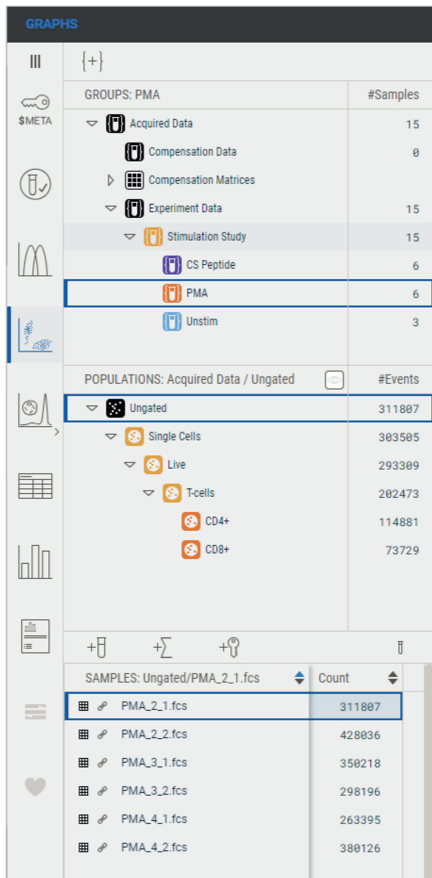 GRAPHS
{+}
GROUPS: PMA #Samples
$META
Acquired Data 15
Compensation Data 0
Compensation Matrices
Experiment Data 15
Stimulation Study 15
CS Peptide 6
PMA 6
Unstim 3
POPULATIONS: Acquired Data / Ungated #Events
Ungated 311807
Single Cells 303505
Live 293309
T-cells 202473
CD4+ 114881
CD8+ 73729
SAMPLES: Ungated/PMA_2_1.fcs Count
PMA_2_1.fcs 311807
PMA_2_2.fcs 428036
PMA_3_1.fcs 350218
PMA_3_2.fcs 298196
PMA_4_1.fcs 263395
PMA_4_2.fcs 380126